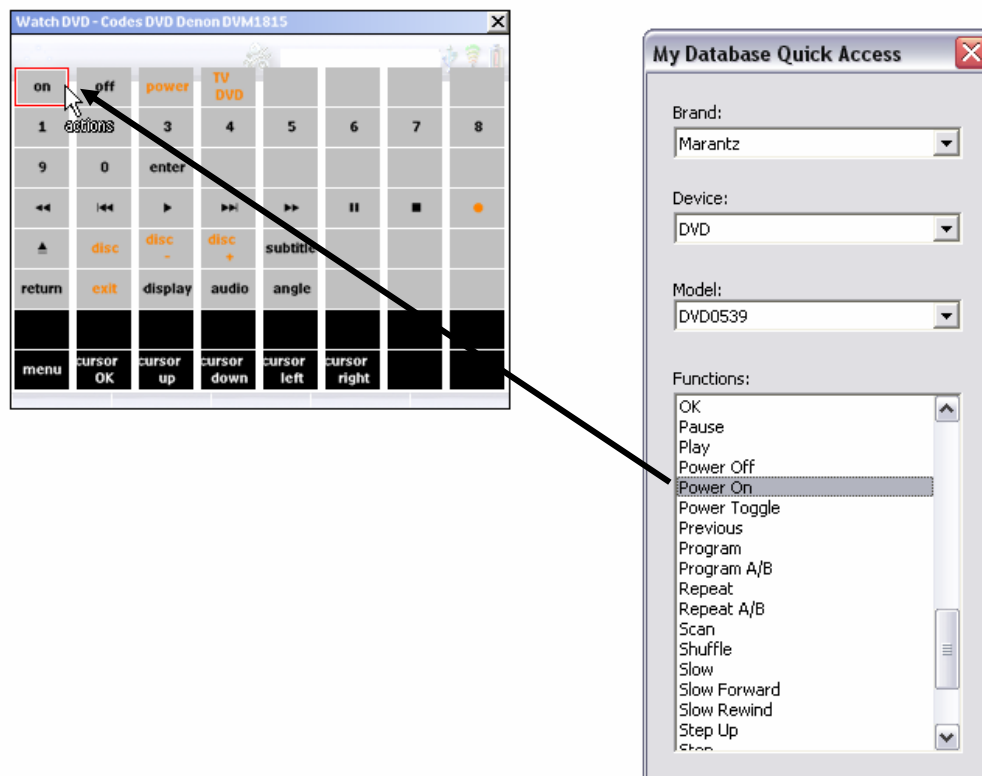 Watch DVD - Codes DVD Denon DVM1815
on off power TV DVD
1 actions 3 4 5 6 7 8
9 0 enter
disc disc - disc + subtitle
return exit display audio angle
menu cursor OK cursor up cursor down cursor left cursor right
My Database Quick Access
Brand:
Marantz
Device:
DVD
Model:
DVD0539
Functions:
OK
Pause
Play
Power Off
Power On
Power Toggle
Previous
Program
Program A/B
Repeat
Repeat A/B
Scan
Shuffle
Slow
Slow Forward
Slow Rewind
Step Up
Stop